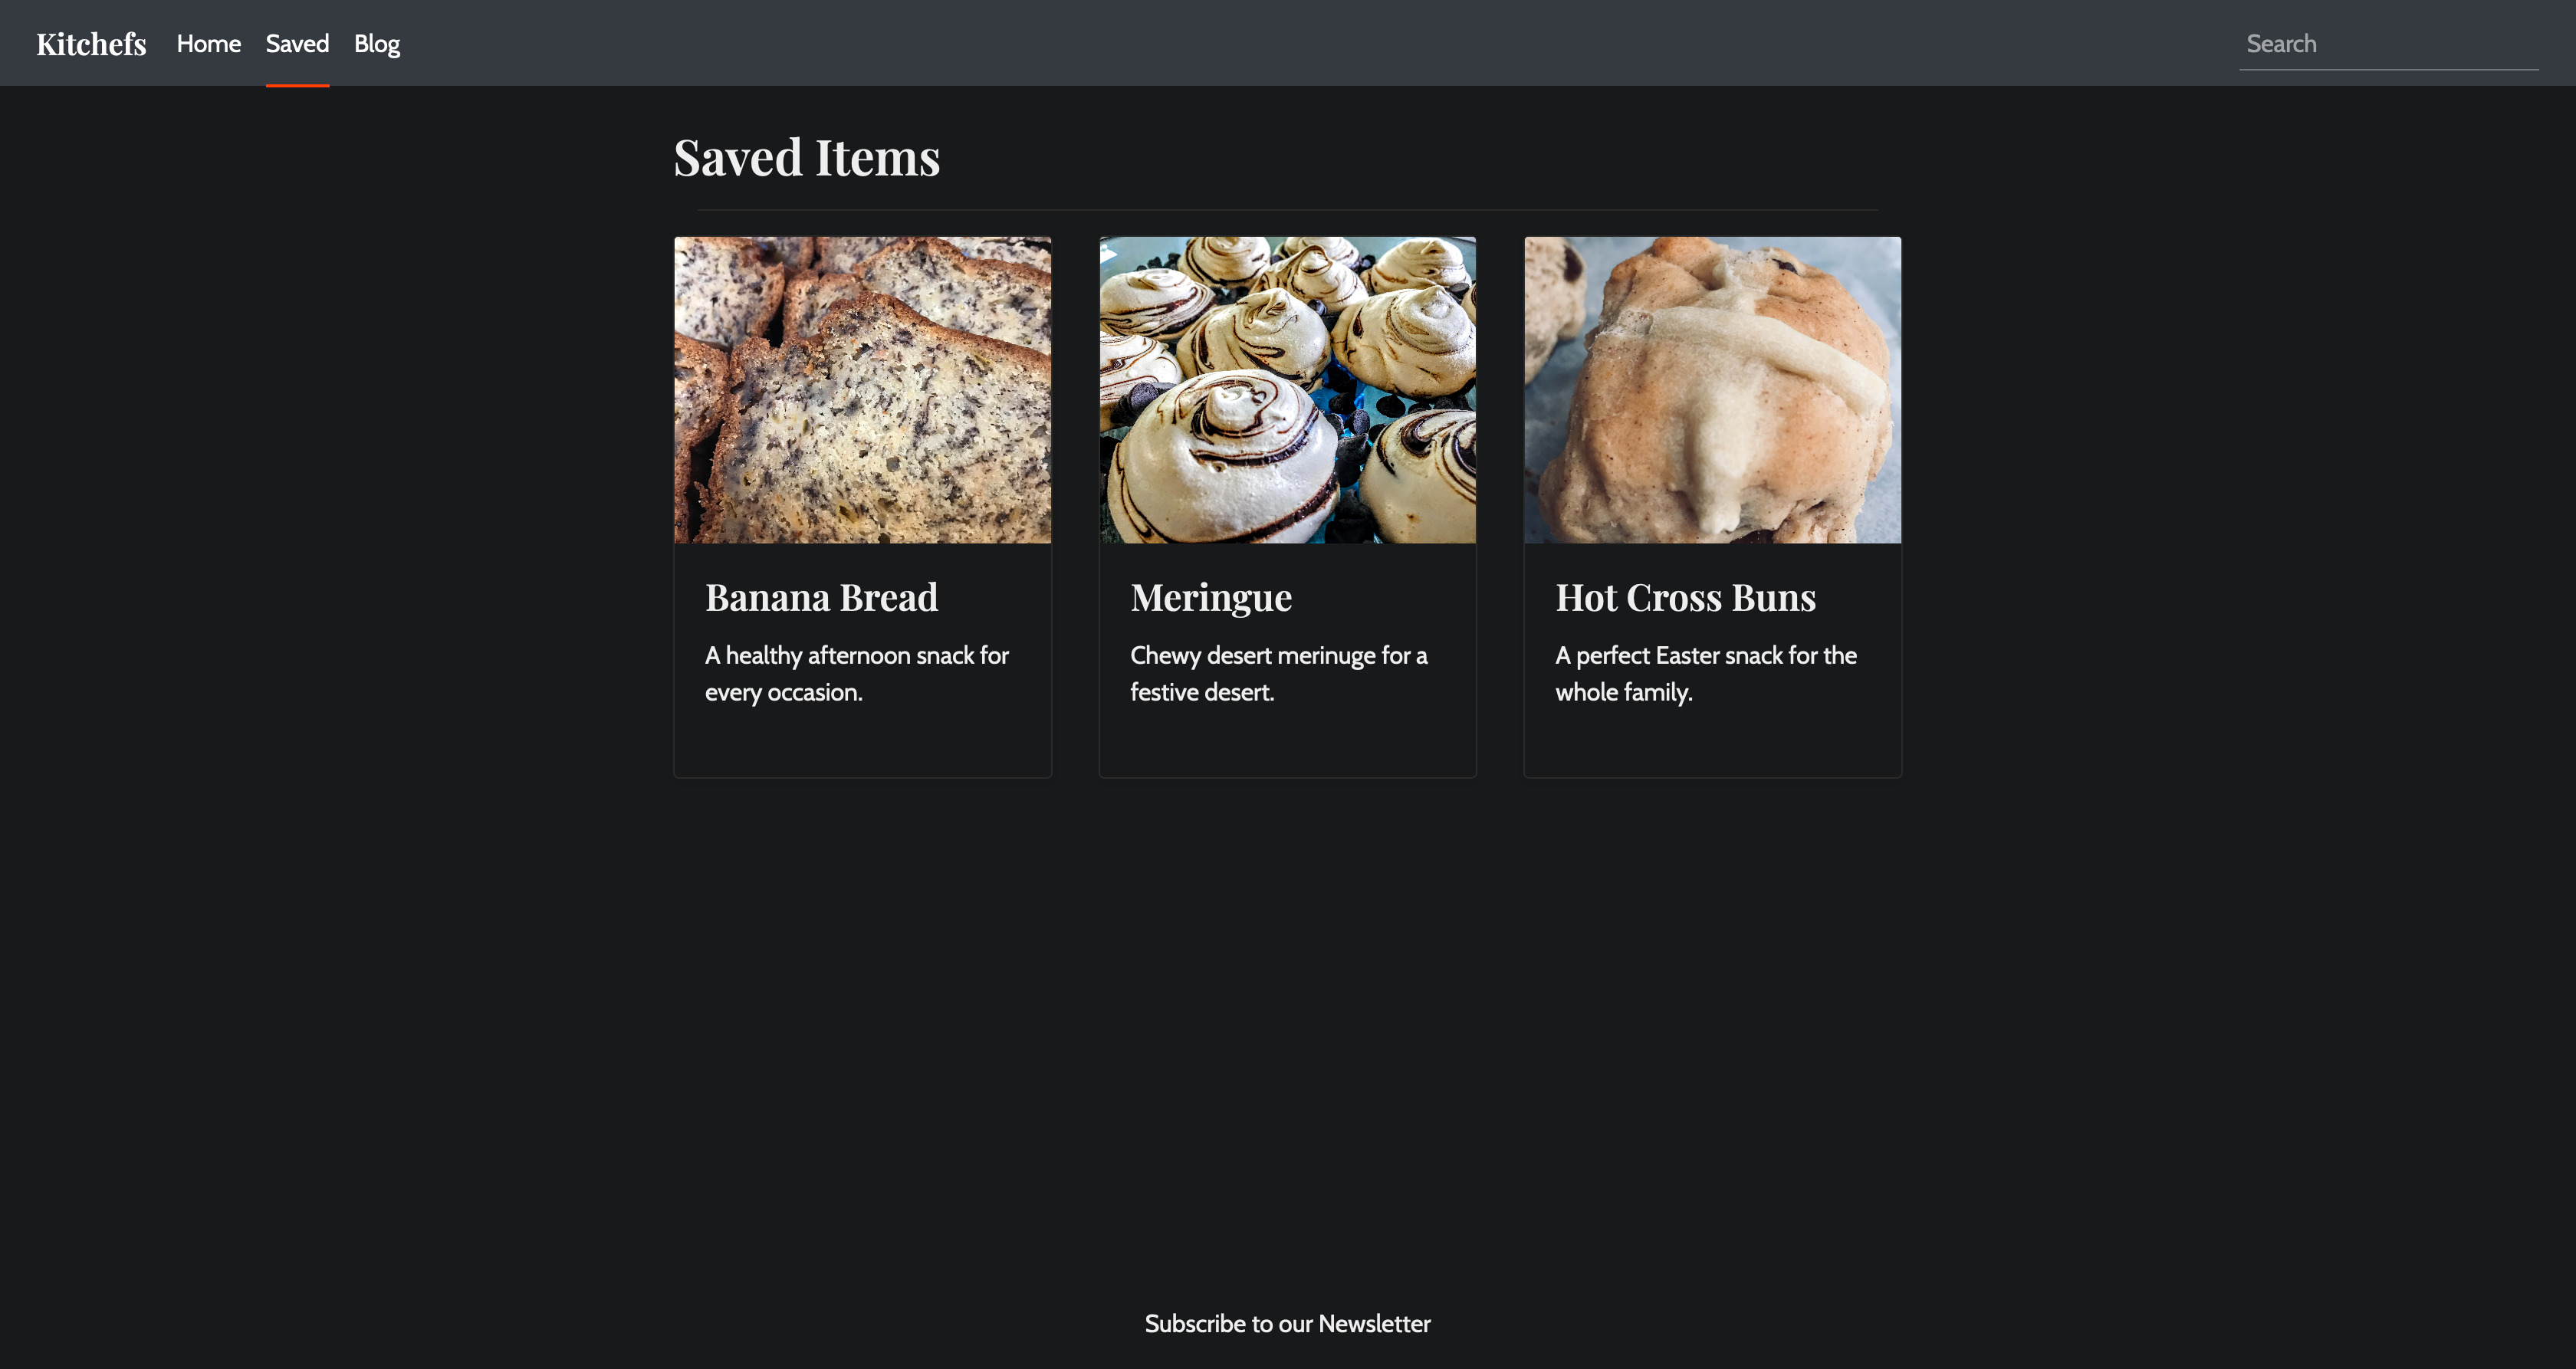 Kitchefs Home Saved Blog Search
Saved Items
Banana Bread
A healthy afternoon snack for
every occasion.
Meringue
Chewy desert merinuge for a
festive desert.
Hot Cross Buns
A perfect Easter snack for the
whole family.
Subscribe to our Newsletter